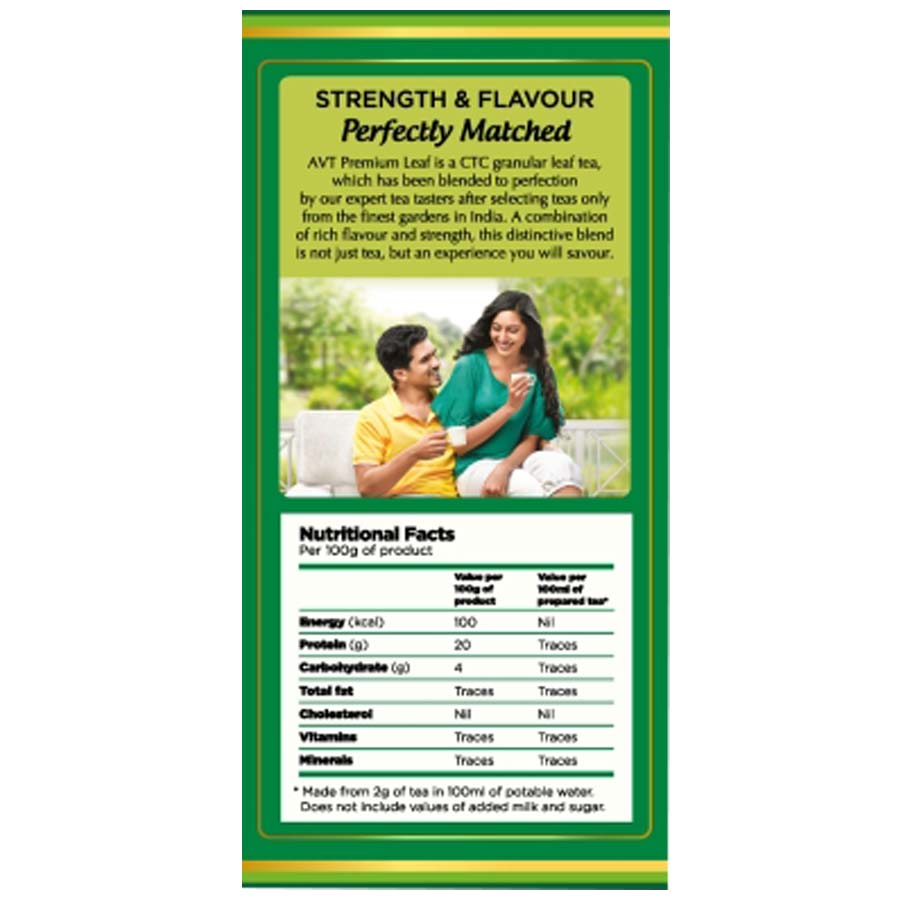 STRENGTH & FLAVOUR
Perfectly Matched
AVT Premium Leaf is a CTC granular leaf tea,
which has been blended to perfection
by our expert tea tasters after selecting teas only
from the finest gardens in India. A combination
of rich flavour and strength, this distinctive blend
is not just tea, but an experience you will savour.
Nutritional Facts
Per 100g of product
Value per 100g of product Value per 100ml of prepared tea*
Energy (kcal) 100 Nil
Protein (g) 20 Traces
Carbohydrate (g) 4 Traces
Total fat Traces Traces
Cholesterol Nil Nil
Vitamins Traces Traces
Minerals Traces Traces
* Made from 2g of tea in 100ml of potable water.
Does not include values of added milk and sugar.